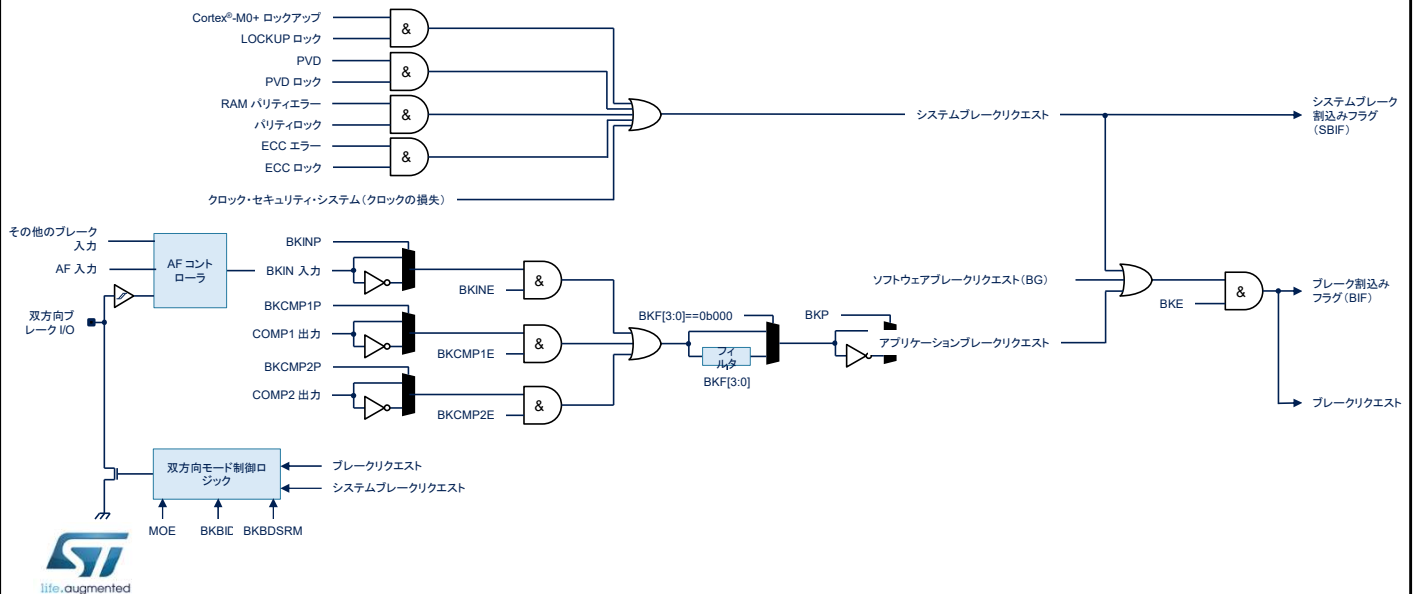 Cortex®-M0+ ロックアップ
&
LOCKUP ロック
PVD
&
PVD ロック
RAM パリティエラー
&
パリティロック
ECC エラー
&
ECC ロック
クロック・セキュリティ・システム(クロックの損失)
システムブレークリクエスト
システムブレーク
割込みフラグ
(SBIF)
その他のブレーク
入力
AF 入力
AF コント
ローラ
双方向ブ
レーク I/O
BKINP
BKIN 入力
BKINE
&
BKCMP1P
COMP1 出力
BKCMP1E
&
BKCMP2P
COMP2 出力
BKCMP2E
&
BKF[3:0]==0b000
フィ
ルタ
BKF[3:0]
BKP
ソフトウェアブレークリクエスト(BG)
アプリケーションブレークリクエスト
BKE
&
ブレーク割込み
フラグ(BIF)
ブレークリクエスト
双方向モード制御ロ
ジック
ブレークリクエスト
システムブレークリクエスト
MOE
BKBID
BKBDSRM
ST
life.augmented